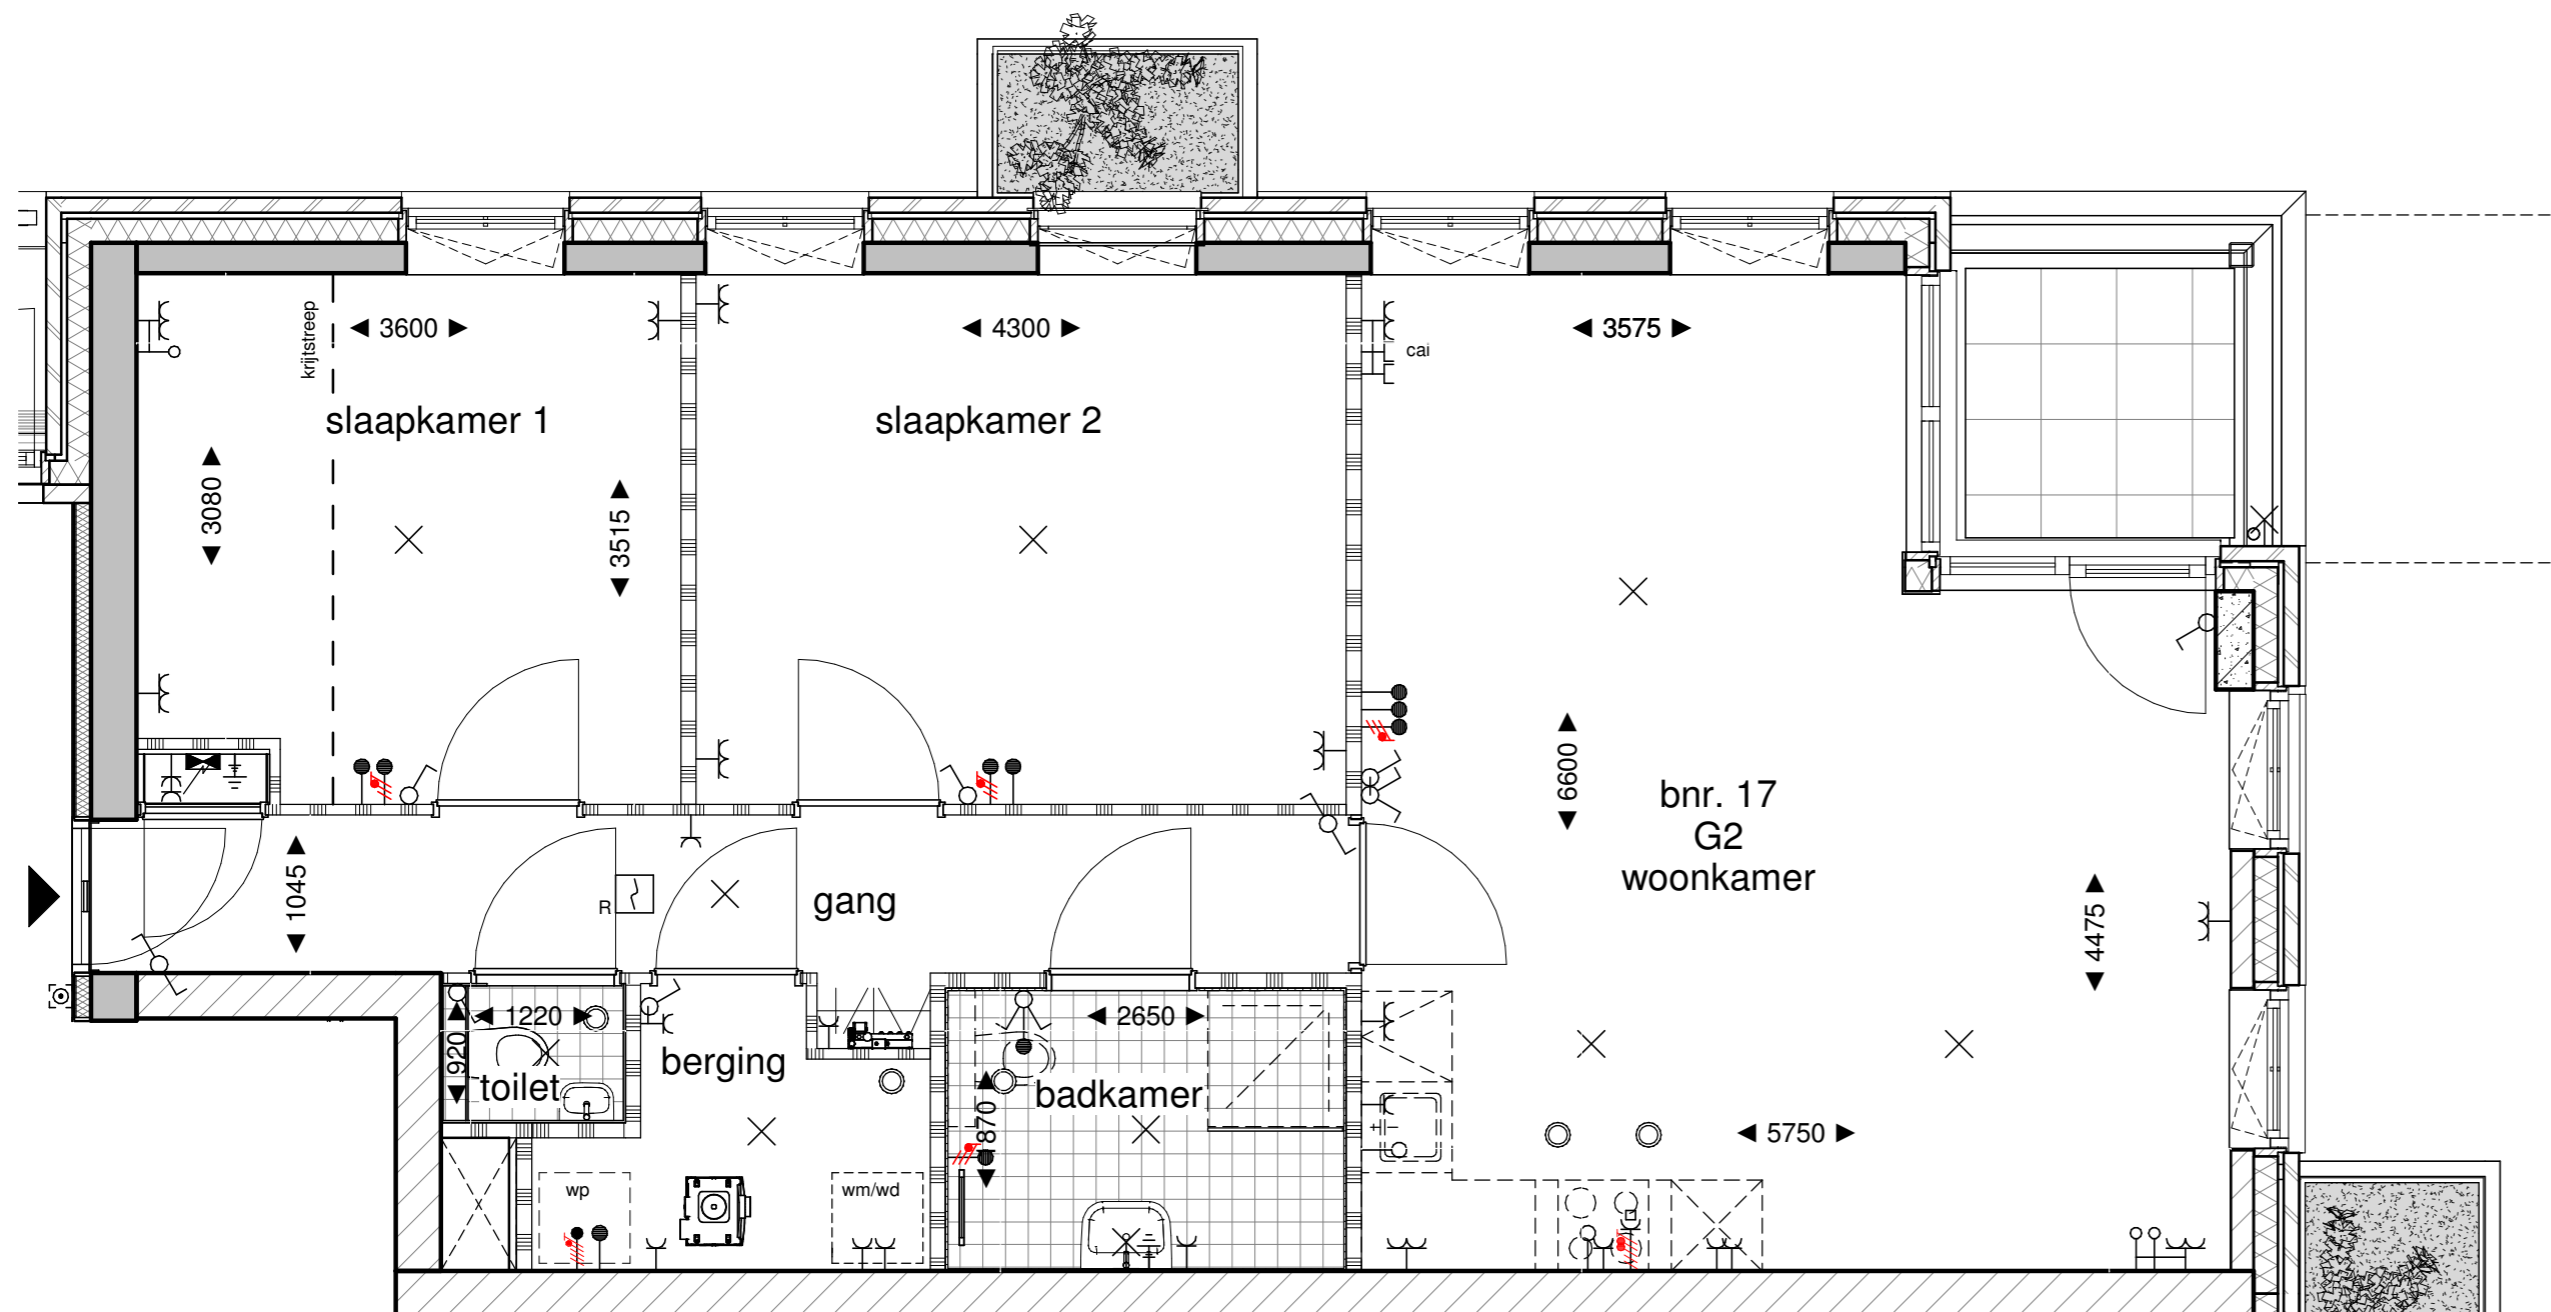 3600
4300
3575
krijtstreep
cai
slaapkamer 1
slaapkamer 2
3080
3515
6600
bnr. 17
G2
woonkamer
1045
R
gang
4475
1220
2650
920
toilet
berging
badkamer
870
5750
wp
wm/wd